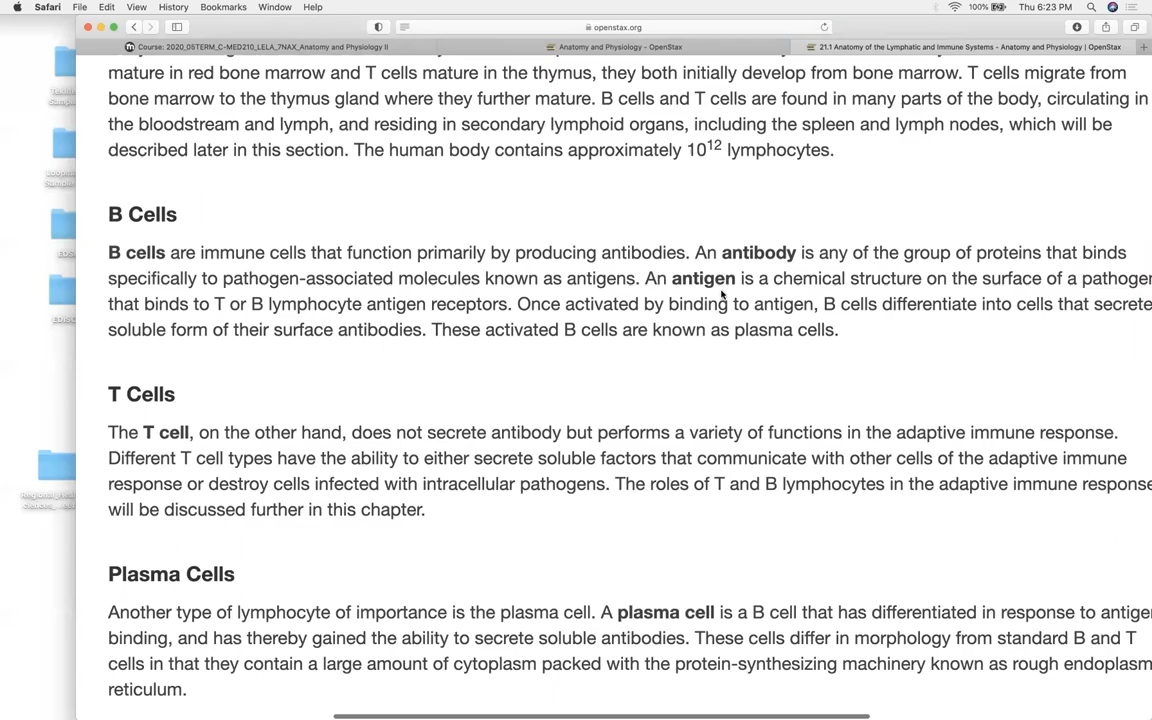 Safari File Edit View History Bookmarks Window Help 100% Thu 6:23 PM
openstax.org
Course: 2020_05TERM_C-MED210_LELA_7NAX_Anatomy and Physiology II
Anatomy and Physiology - OpenStax
21.1 Anatomy of the Lymphatic and Immune Systems - Anatomy and Physiology | OpenStax
mature in red bone marrow and T cells mature in the thymus, they both initially develop from bone marrow. T cells migrate from
bone marrow to the thymus gland where they further mature. B cells and T cells are found in many parts of the body, circulating in
the bloodstream and lymph, and residing in secondary lymphoid organs, including the spleen and lymph nodes, which will be
described later in this section. The human body contains approximately 10¹² lymphocytes.
B Cells
B cells are immune cells that function primarily by producing antibodies. An antibody is any of the group of proteins that binds
specifically to pathogen-associated molecules known as antigens. An antigen is a chemical structure on the surface of a pathogen
that binds to T or B lymphocyte antigen receptors. Once activated by binding to antigen, B cells differentiate into cells that secrete
soluble form of their surface antibodies. These activated B cells are known as plasma cells.
T Cells
The T cell, on the other hand, does not secrete antibody but performs a variety of functions in the adaptive immune response.
Different T cell types have the ability to either secrete soluble factors that communicate with other cells of the adaptive immune
response or destroy cells infected with intracellular pathogens. The roles of T and B lymphocytes in the adaptive immune response
will be discussed further in this chapter.
Plasma Cells
Another type of lymphocyte of importance is the plasma cell. A plasma cell is a B cell that has differentiated in response to antige
binding, and has thereby gained the ability to secrete soluble antibodies. These cells differ in morphology from standard B and T
cells in that they contain a large amount of cytoplasm packed with the protein-synthesizing machinery known as rough endoplasm
reticulum.